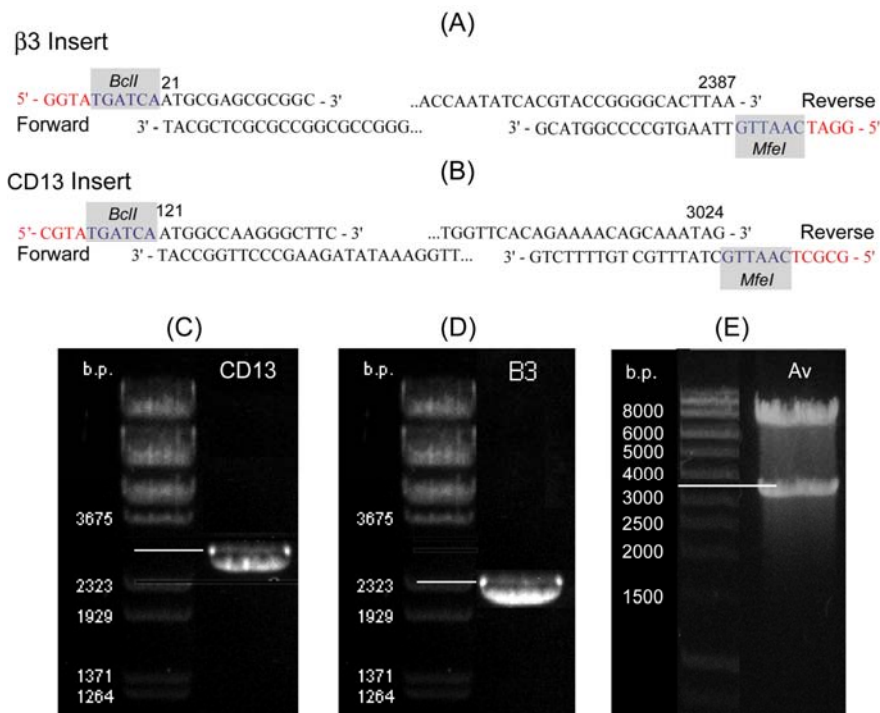 (A)
β3 Insert
BclI 21 2387
5' - GGTATGATCAATGCGAGCGCGGC - 3' ...ACCAATATCACGTACCGGGGCACTTAA - 3' Reverse
Forward 3' - TACGCTCGCGCCGGCGCCGGG... 3' - GCATGGCCCCGTGAATTGTTAACTAGG - 5'
MfeI
(B)
CD13 Insert
BclI 121 3024
5'- CGTATGATCAATGGCCAAGGGCTTC - 3' ...TGGTTCACAGAAAACAGCAAATAG - 3' Reverse
Forward 3' - TACCGGTTCCCGAAGATATAAAGGTT... 3' - GTCTTTTGT CGTTTATCGTTAACTCGCG - 5'
MfeI
(C) (D) (E)
b.p. CD13
3675
2323
1929
1371
1264
b.p. B3
3675
2323
1929
1371
1264
b.p. Av
8000
6000
5000
4000
3000
2500
2000
1500